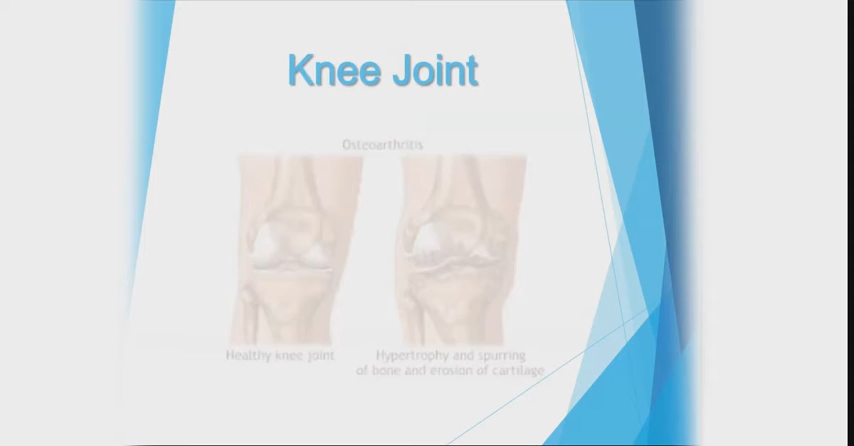 Knee Joint
Osteoarthritis
Healthy knee joint
Hypertrophy and spurring
of bone and erosion of cartilage